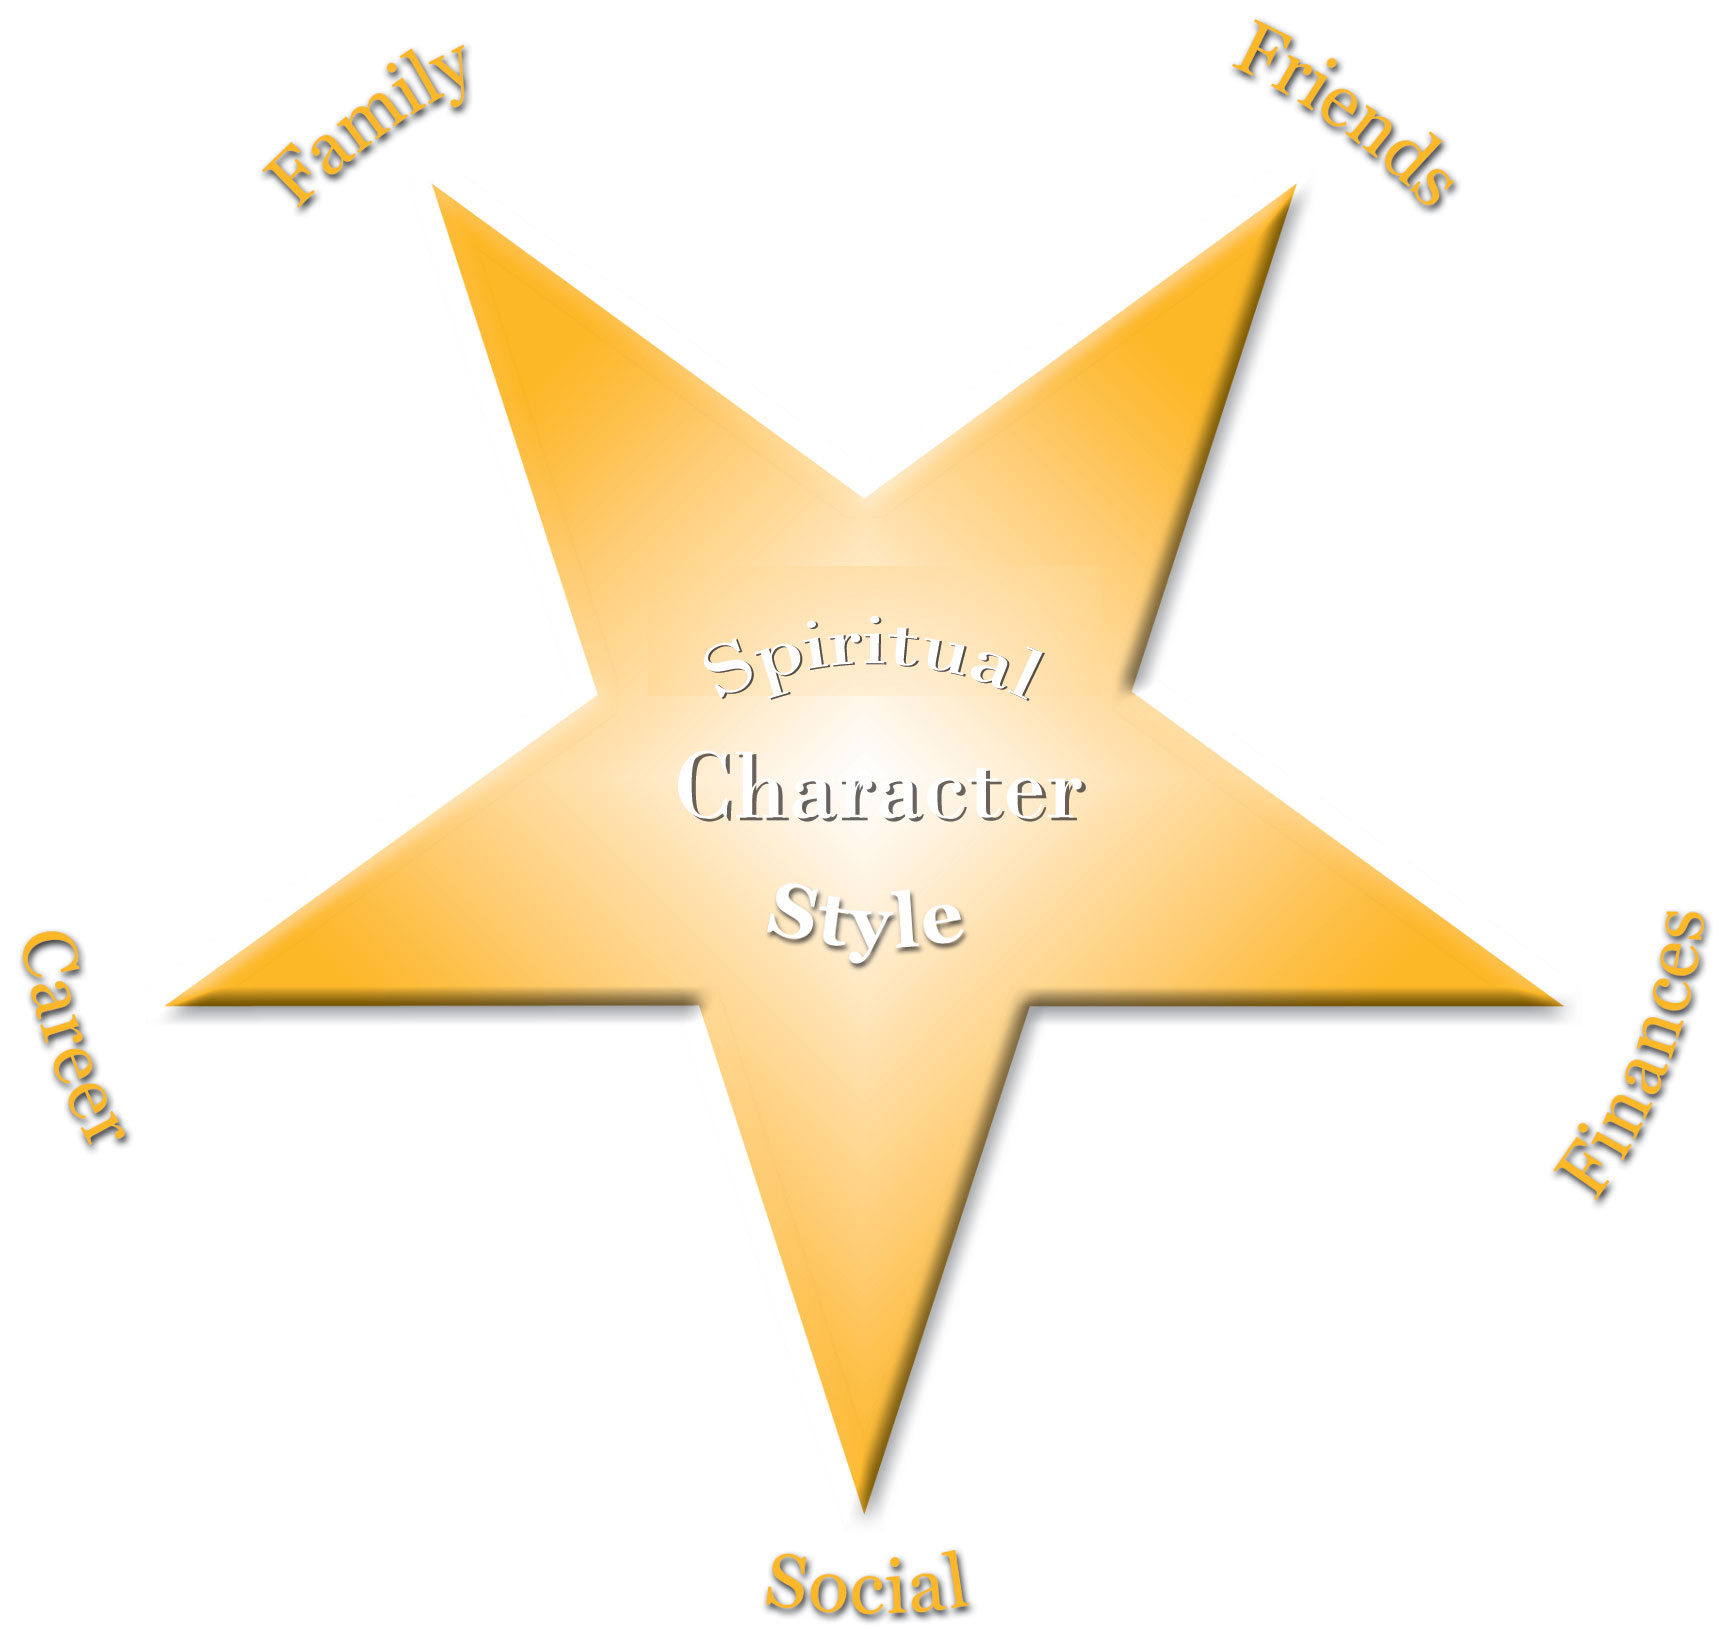 Family
Friends
Spiritual
Character
Style
Career
Finances
Social